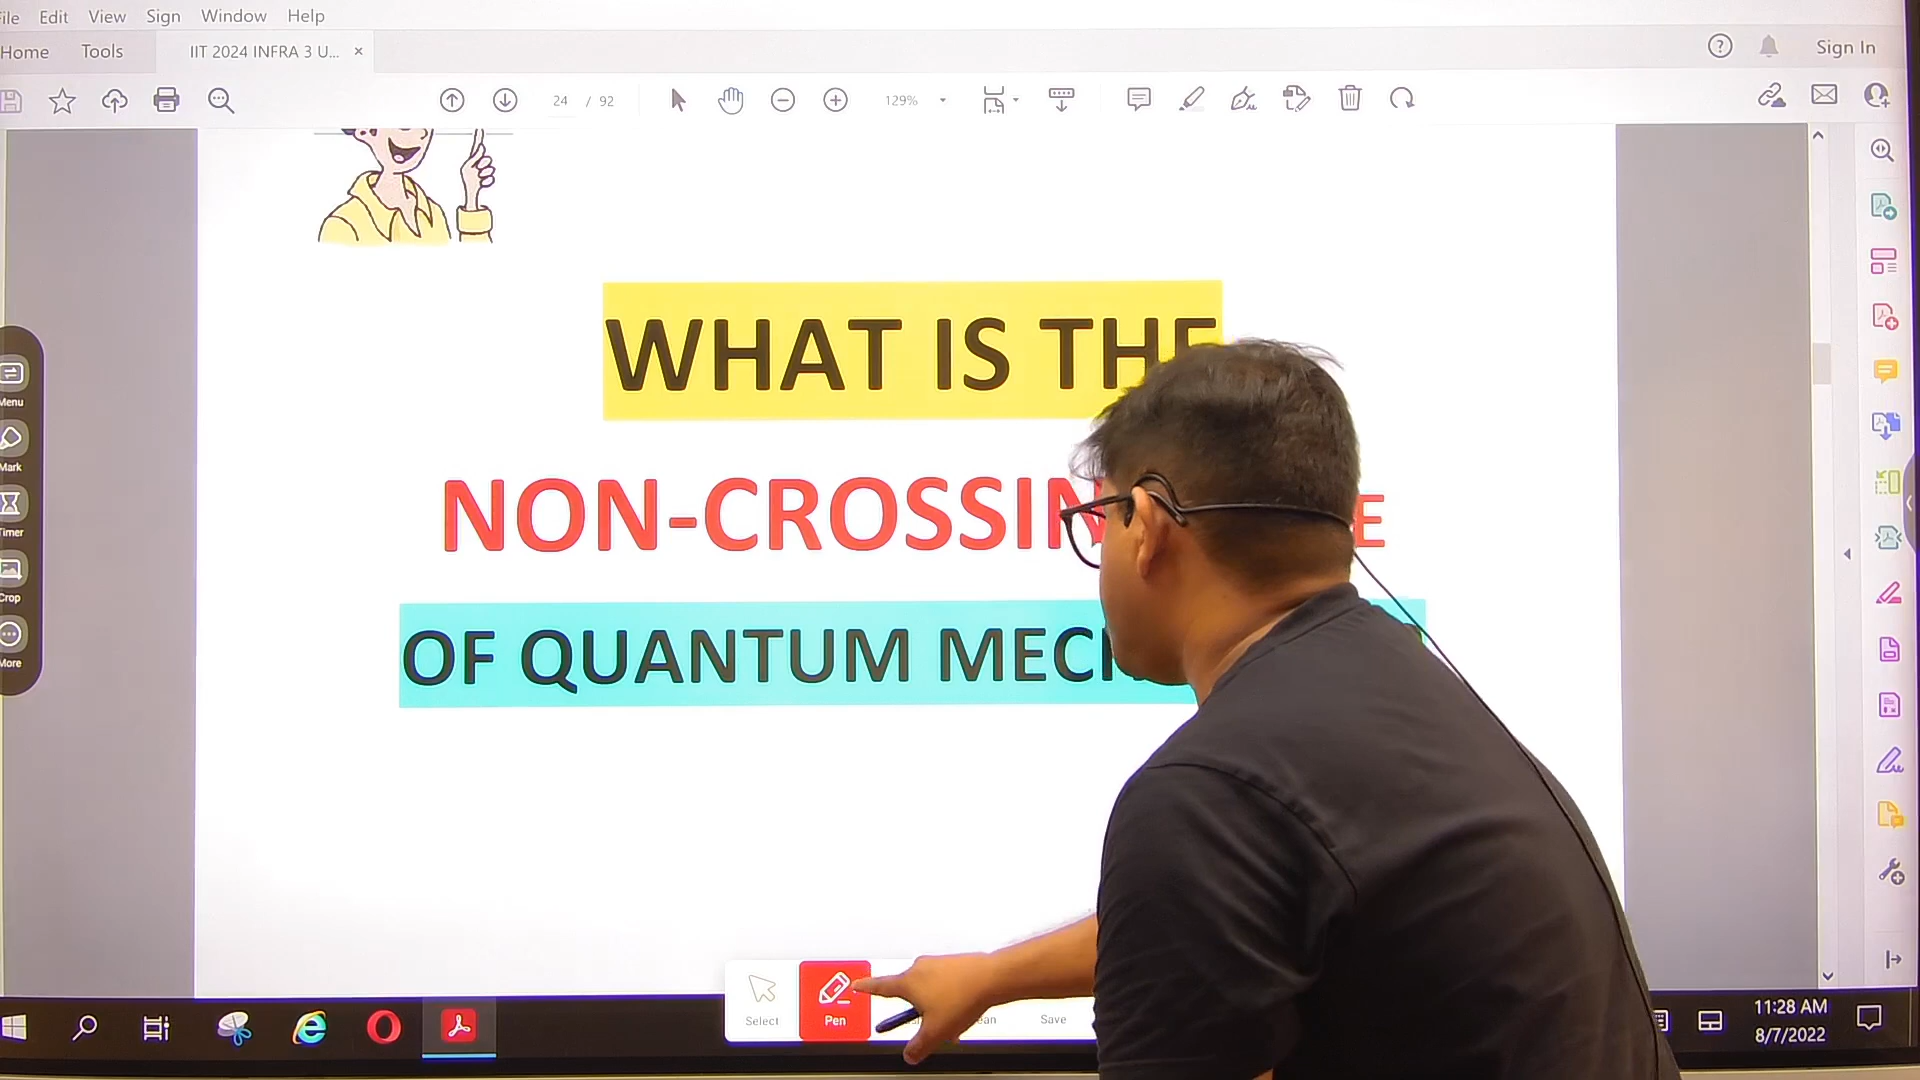 File Edit View Sign Window Help
Home Tools IIT 2024 INFRA 3 U... × Sign In
24 / 92 129%
WHAT IS THE
NON-CROSSIN E
OF QUANTUM MECH
Menu
Mark
Timer
Crop
More
Select Pen Save
11:28 AM
8/7/2022